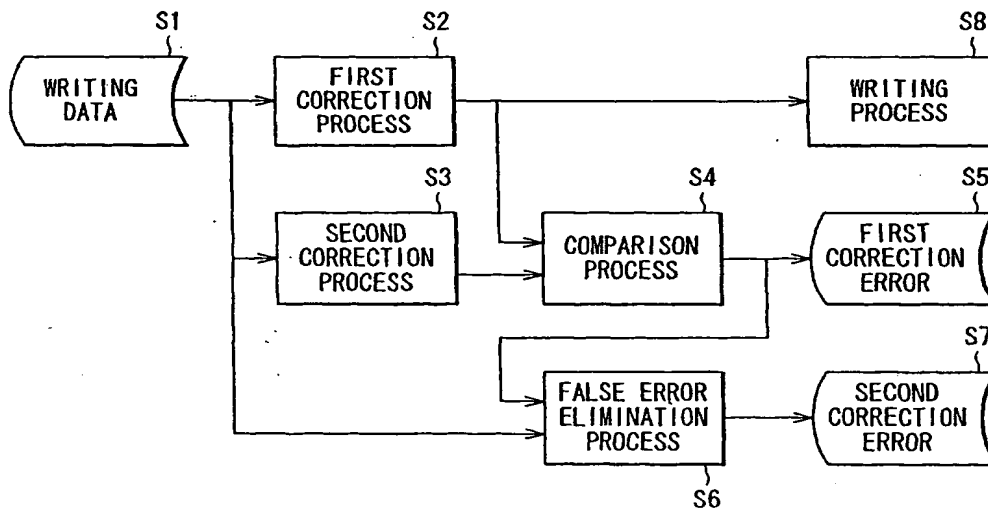 S1
WRITING
DATA
S2
FIRST
CORRECTION
PROCESS
S8
WRITING
PROCESS
S3
SECOND
CORRECTION
PROCESS
S4
COMPARISON
PROCESS
S5
FIRST
CORRECTION
ERROR
FALSE ERROR
ELIMINATION
PROCESS
S6
S7
SECOND
CORRECTION
ERROR